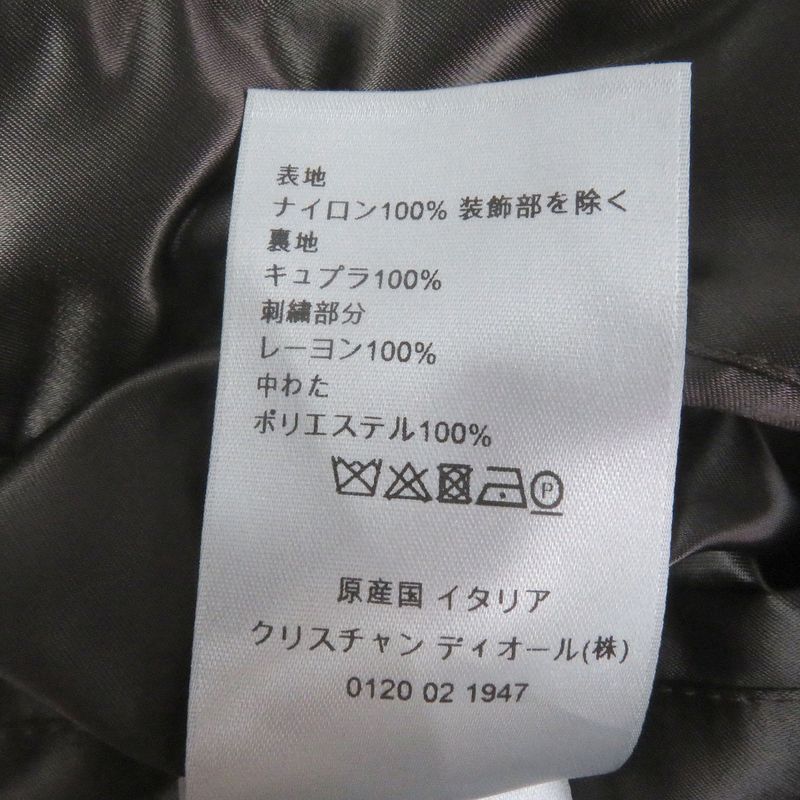 表地
ナイロン100% 装飾部を除く
裏地
キュプラ100%
刺繍部分
レーヨン100%
中わた
ポリエステル100%
P
原産国 イタリア
クリスチャン ディオール(株)
0120 02 1947